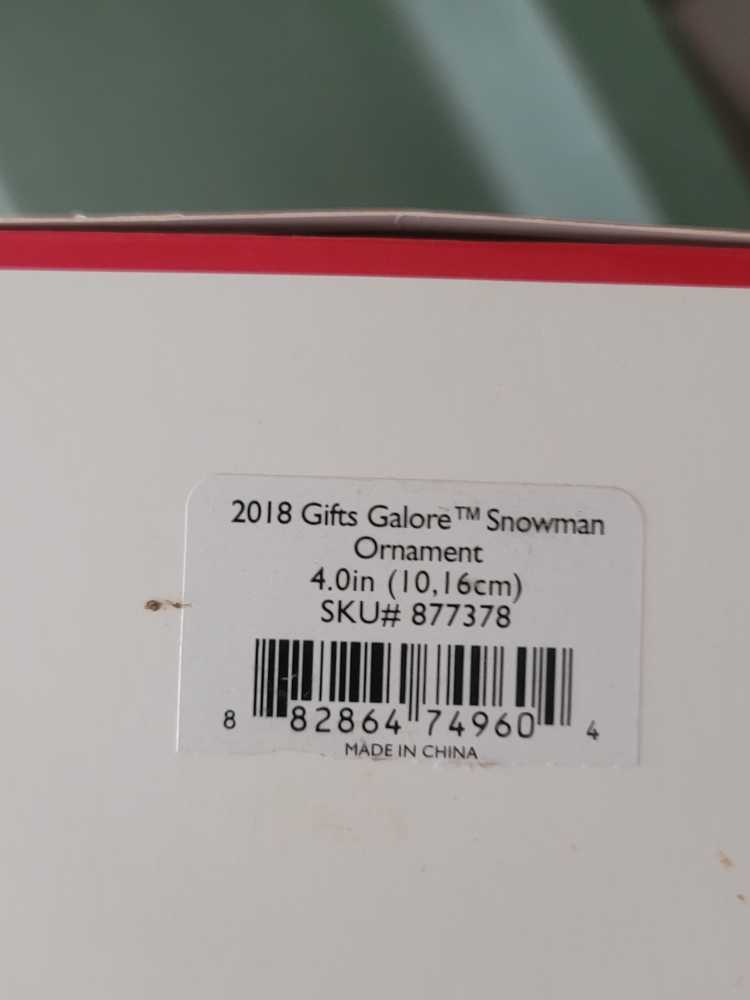 2018 Gifts Galore™ Snowman
Ornament
4.0in (10,16cm)
SKU# 877378
8 82864 74960 4
MADE IN CHINA